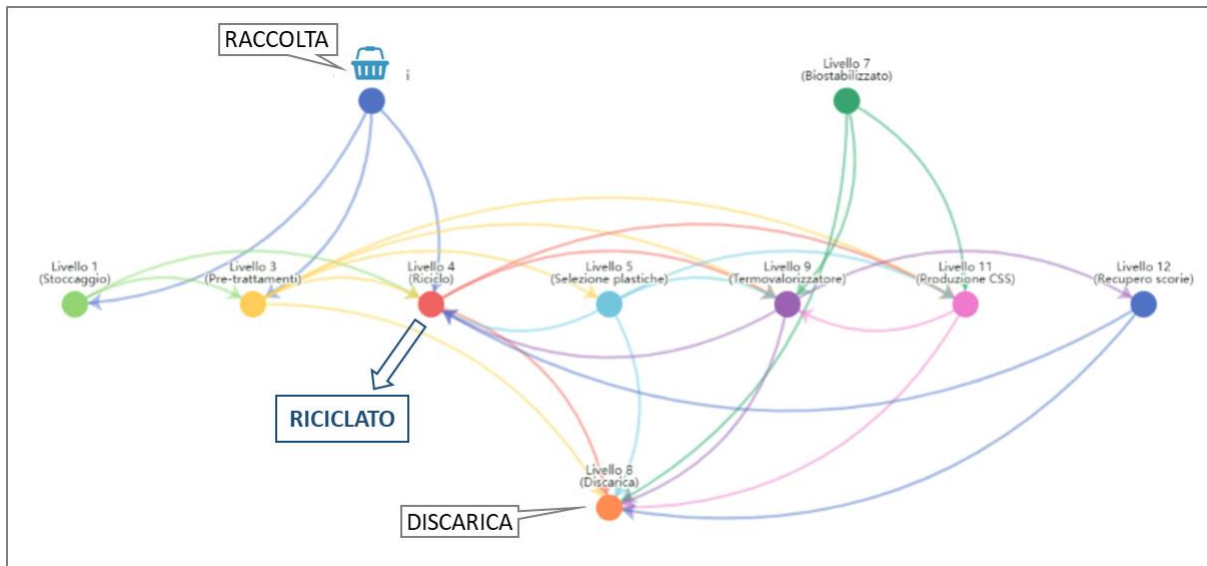 RACCOLTA
i
Livello 7
(Biostabilizzato)
Livello 1
(Stoccaggio)
Livello 3
(Pre-trattamenti)
Livello 4
(Riciclo)
Livello 5
(Selezione plastiche)
Livello 9
(Termovalorizzatore)
Livello 11
(Produzione CSS)
Livello 12
(Recupero scorie)
RICICLATO
Livello 8
(Discarica)
DISCARICA